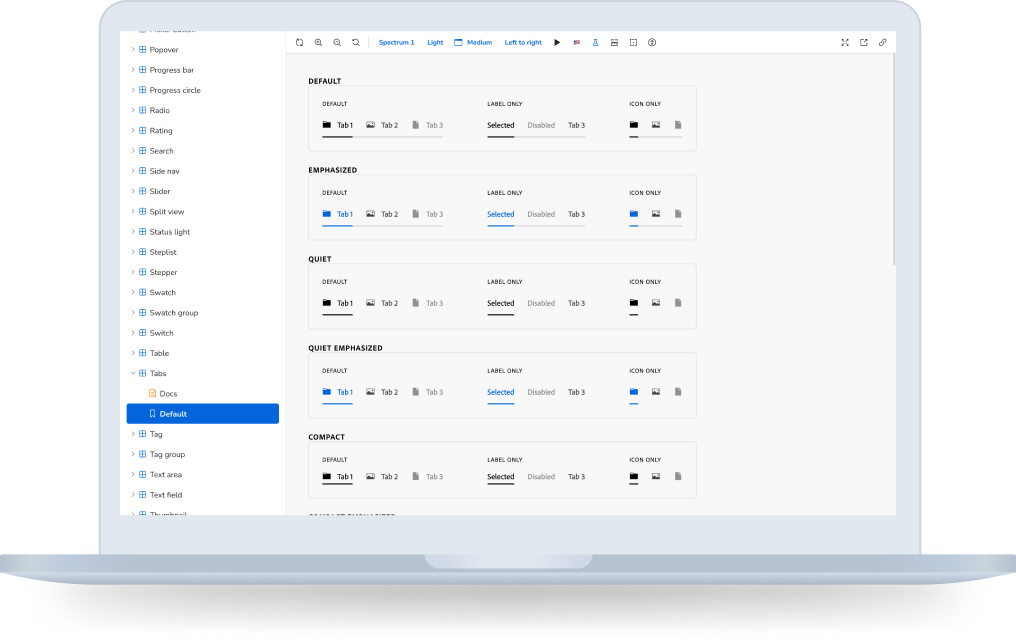 Popover
Progress bar
Progress circle
Radio
Rating
Search
Side nav
Slider
Split view
Status light
Steplist
Stepper
Swatch
Swatch group
Switch
Table
Tabs
Docs
Default
Tag
Tag group
Text area
Text field
Thumbnail
Spectrum 1 Light Medium Left to right
DEFAULT
DEFAULT LABEL ONLY ICON ONLY
Tab 1 Tab 2 Tab 3 Selected Disabled Tab 3
EMPHASIZED
DEFAULT LABEL ONLY ICON ONLY
Tab 1 Tab 2 Tab 3 Selected Disabled Tab 3
QUIET
DEFAULT LABEL ONLY ICON ONLY
Tab 1 Tab 2 Tab 3 Selected Disabled Tab 3
QUIET EMPHASIZED
DEFAULT LABEL ONLY ICON ONLY
Tab 1 Tab 2 Tab 3 Selected Disabled Tab 3
COMPACT
DEFAULT LABEL ONLY ICON ONLY
Tab 1 Tab 2 Tab 3 Selected Disabled Tab 3
COMPACT EMPHASIZED